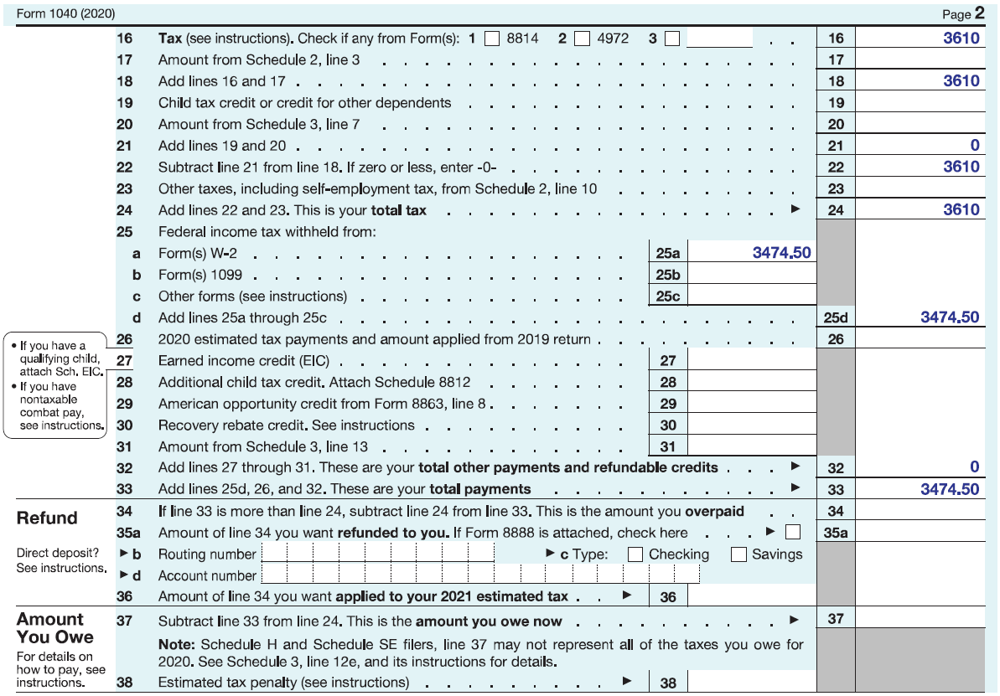 Form 1040 (2020) Page 2
16 Tax (see instructions). Check if any from Form(s): 1 8814 2 4972 3 . . 16 3610
17 Amount from Schedule 2, line 3 . . . . . . . . . . . . . . . . . . . . 17
18 Add lines 16 and 17 . . . . . . . . . . . . . . . . . . . . . . . . 18 3610
19 Child tax credit or credit for other dependents . . . . . . . . . . . . . . . 19
20 Amount from Schedule 3, line 7 . . . . . . . . . . . . . . . . . . . . 20
21 Add lines 19 and 20 . . . . . . . . . . . . . . . . . . . . . . . . 21 0
22 Subtract line 21 from line 18. If zero or less, enter -0- . . . . . . . . . . . . . 22 3610
23 Other taxes, including self-employment tax, from Schedule 2, line 10 . . . . . . . . . 23
24 Add lines 22 and 23. This is your total tax . . . . . . . . . . . . . . . . ► 24 3610
25 Federal income tax withheld from:
a Form(s) W-2 . . . . . . . . . . . . . . . . . . 25a 3474.50
b Form(s) 1099 . . . . . . . . . . . . . . . . . . 25b
c Other forms (see instructions) . . . . . . . . . . . . 25c
d Add lines 25a through 25c . . . . . . . . . . . . . . . . . . . . . . 25d 3474.50
• If you have a qualifying child, attach Sch. EIC.
• If you have nontaxable combat pay, see instructions.
26 2020 estimated tax payments and amount applied from 2019 return . . . . . . . . . 26
27 Earned income credit (EIC) . . . . . . . . . . . . . 27
28 Additional child tax credit. Attach Schedule 8812 . . . . . . 28
29 American opportunity credit from Form 8863, line 8 . . . . . . 29
30 Recovery rebate credit. See instructions . . . . . . . . . 30
31 Amount from Schedule 3, line 13 . . . . . . . . . . . 31
32 Add lines 27 through 31. These are your total other payments and refundable credits . . . ► 32 0
33 Add lines 25d, 26, and 32. These are your total payments . . . . . . . . . . . ► 33 3474.50
Refund
34 If line 33 is more than line 24, subtract line 24 from line 33. This is the amount you overpaid . . 34
35a Amount of line 34 you want refunded to you. If Form 8888 is attached, check here . . . ► 35a
Direct deposit? See instructions.
► b Routing number ► c Type: Checking Savings
► d Account number
36 Amount of line 34 you want applied to your 2021 estimated tax . . ► 36
Amount You Owe
For details on how to pay, see instructions.
37 Subtract line 33 from line 24. This is the amount you owe now . . . . . . . . . . ► 37
Note: Schedule H and Schedule SE filers, line 37 may not represent all of the taxes you owe for
2020. See Schedule 3, line 12e, and its instructions for details.
38 Estimated tax penalty (see instructions) . . . . . . . . ► 38